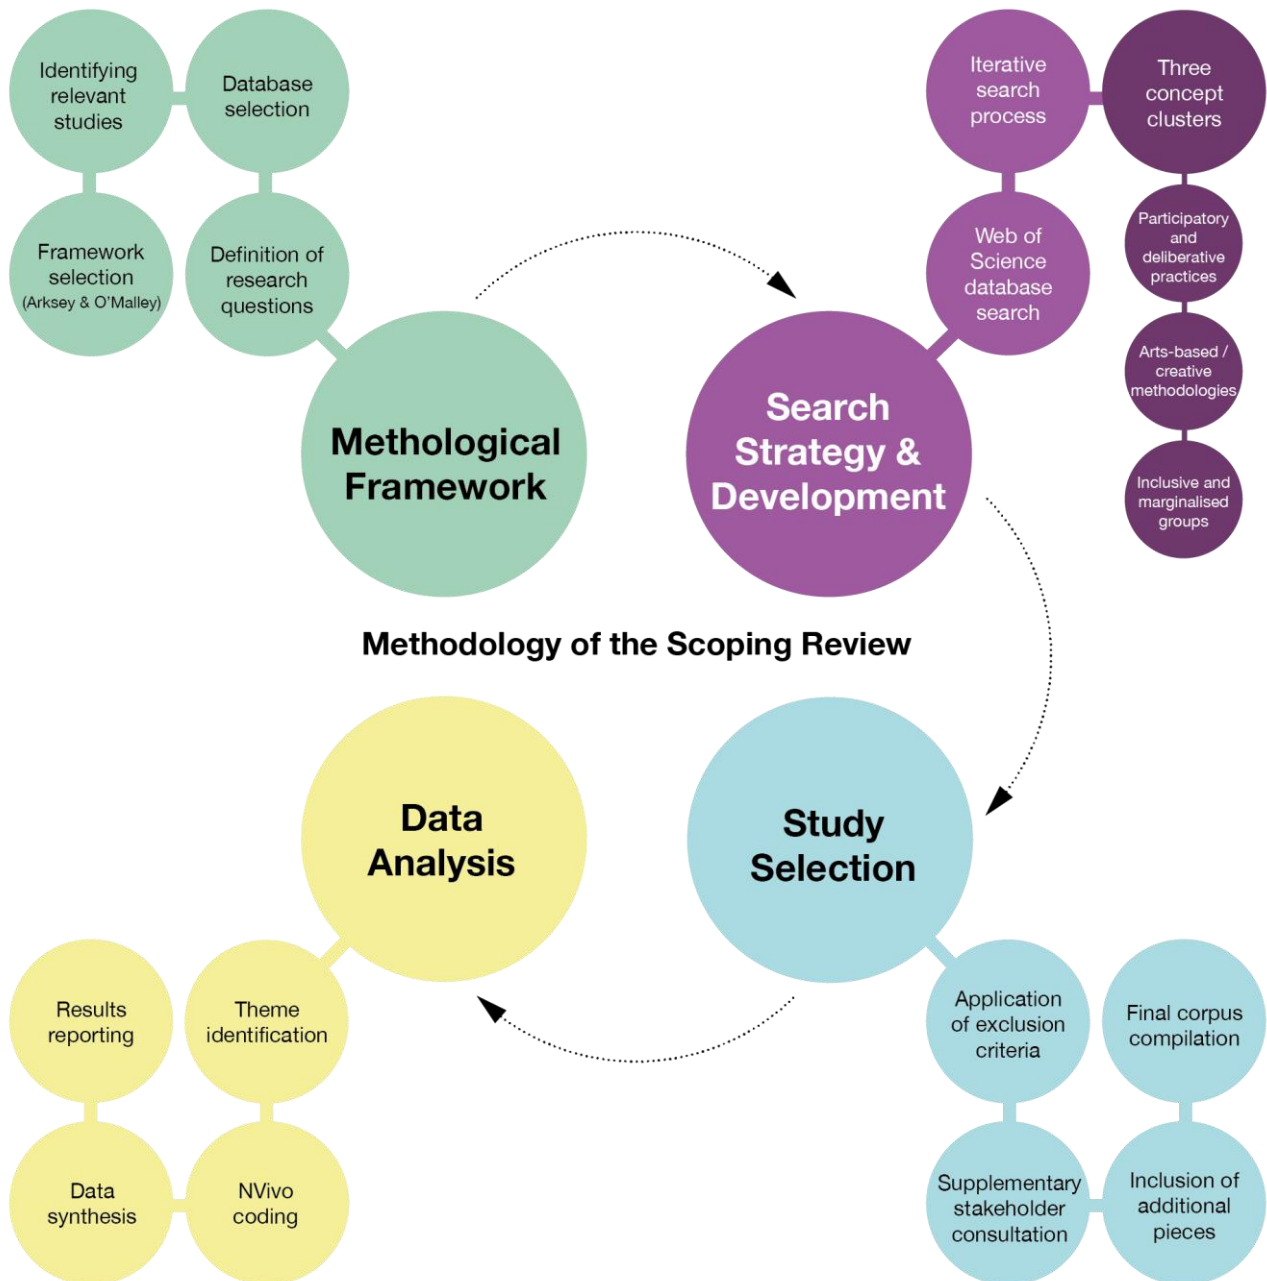 Identifying
relevant
studies
Database
selection
Framework
selection
(Arksey & O'Malley)
Definition of
research
questions
Methological
Framework
Iterative
search
process
Three
concept
clusters
Web of
Science
database
search
Participatory
and
deliberative
practices
Arts-based /
creative
methodologies
Inclusive and
marginalised
groups
Search
Strategy &
Development
Methodology of the Scoping Review
Data
Analysis
Study
Selection
Results
reporting
Theme
identification
Data
synthesis
NVivo
coding
Application
of exclusion
criteria
Final corpus
compilation
Supplementary
stakeholder
consultation
Inclusion of
additional
pieces